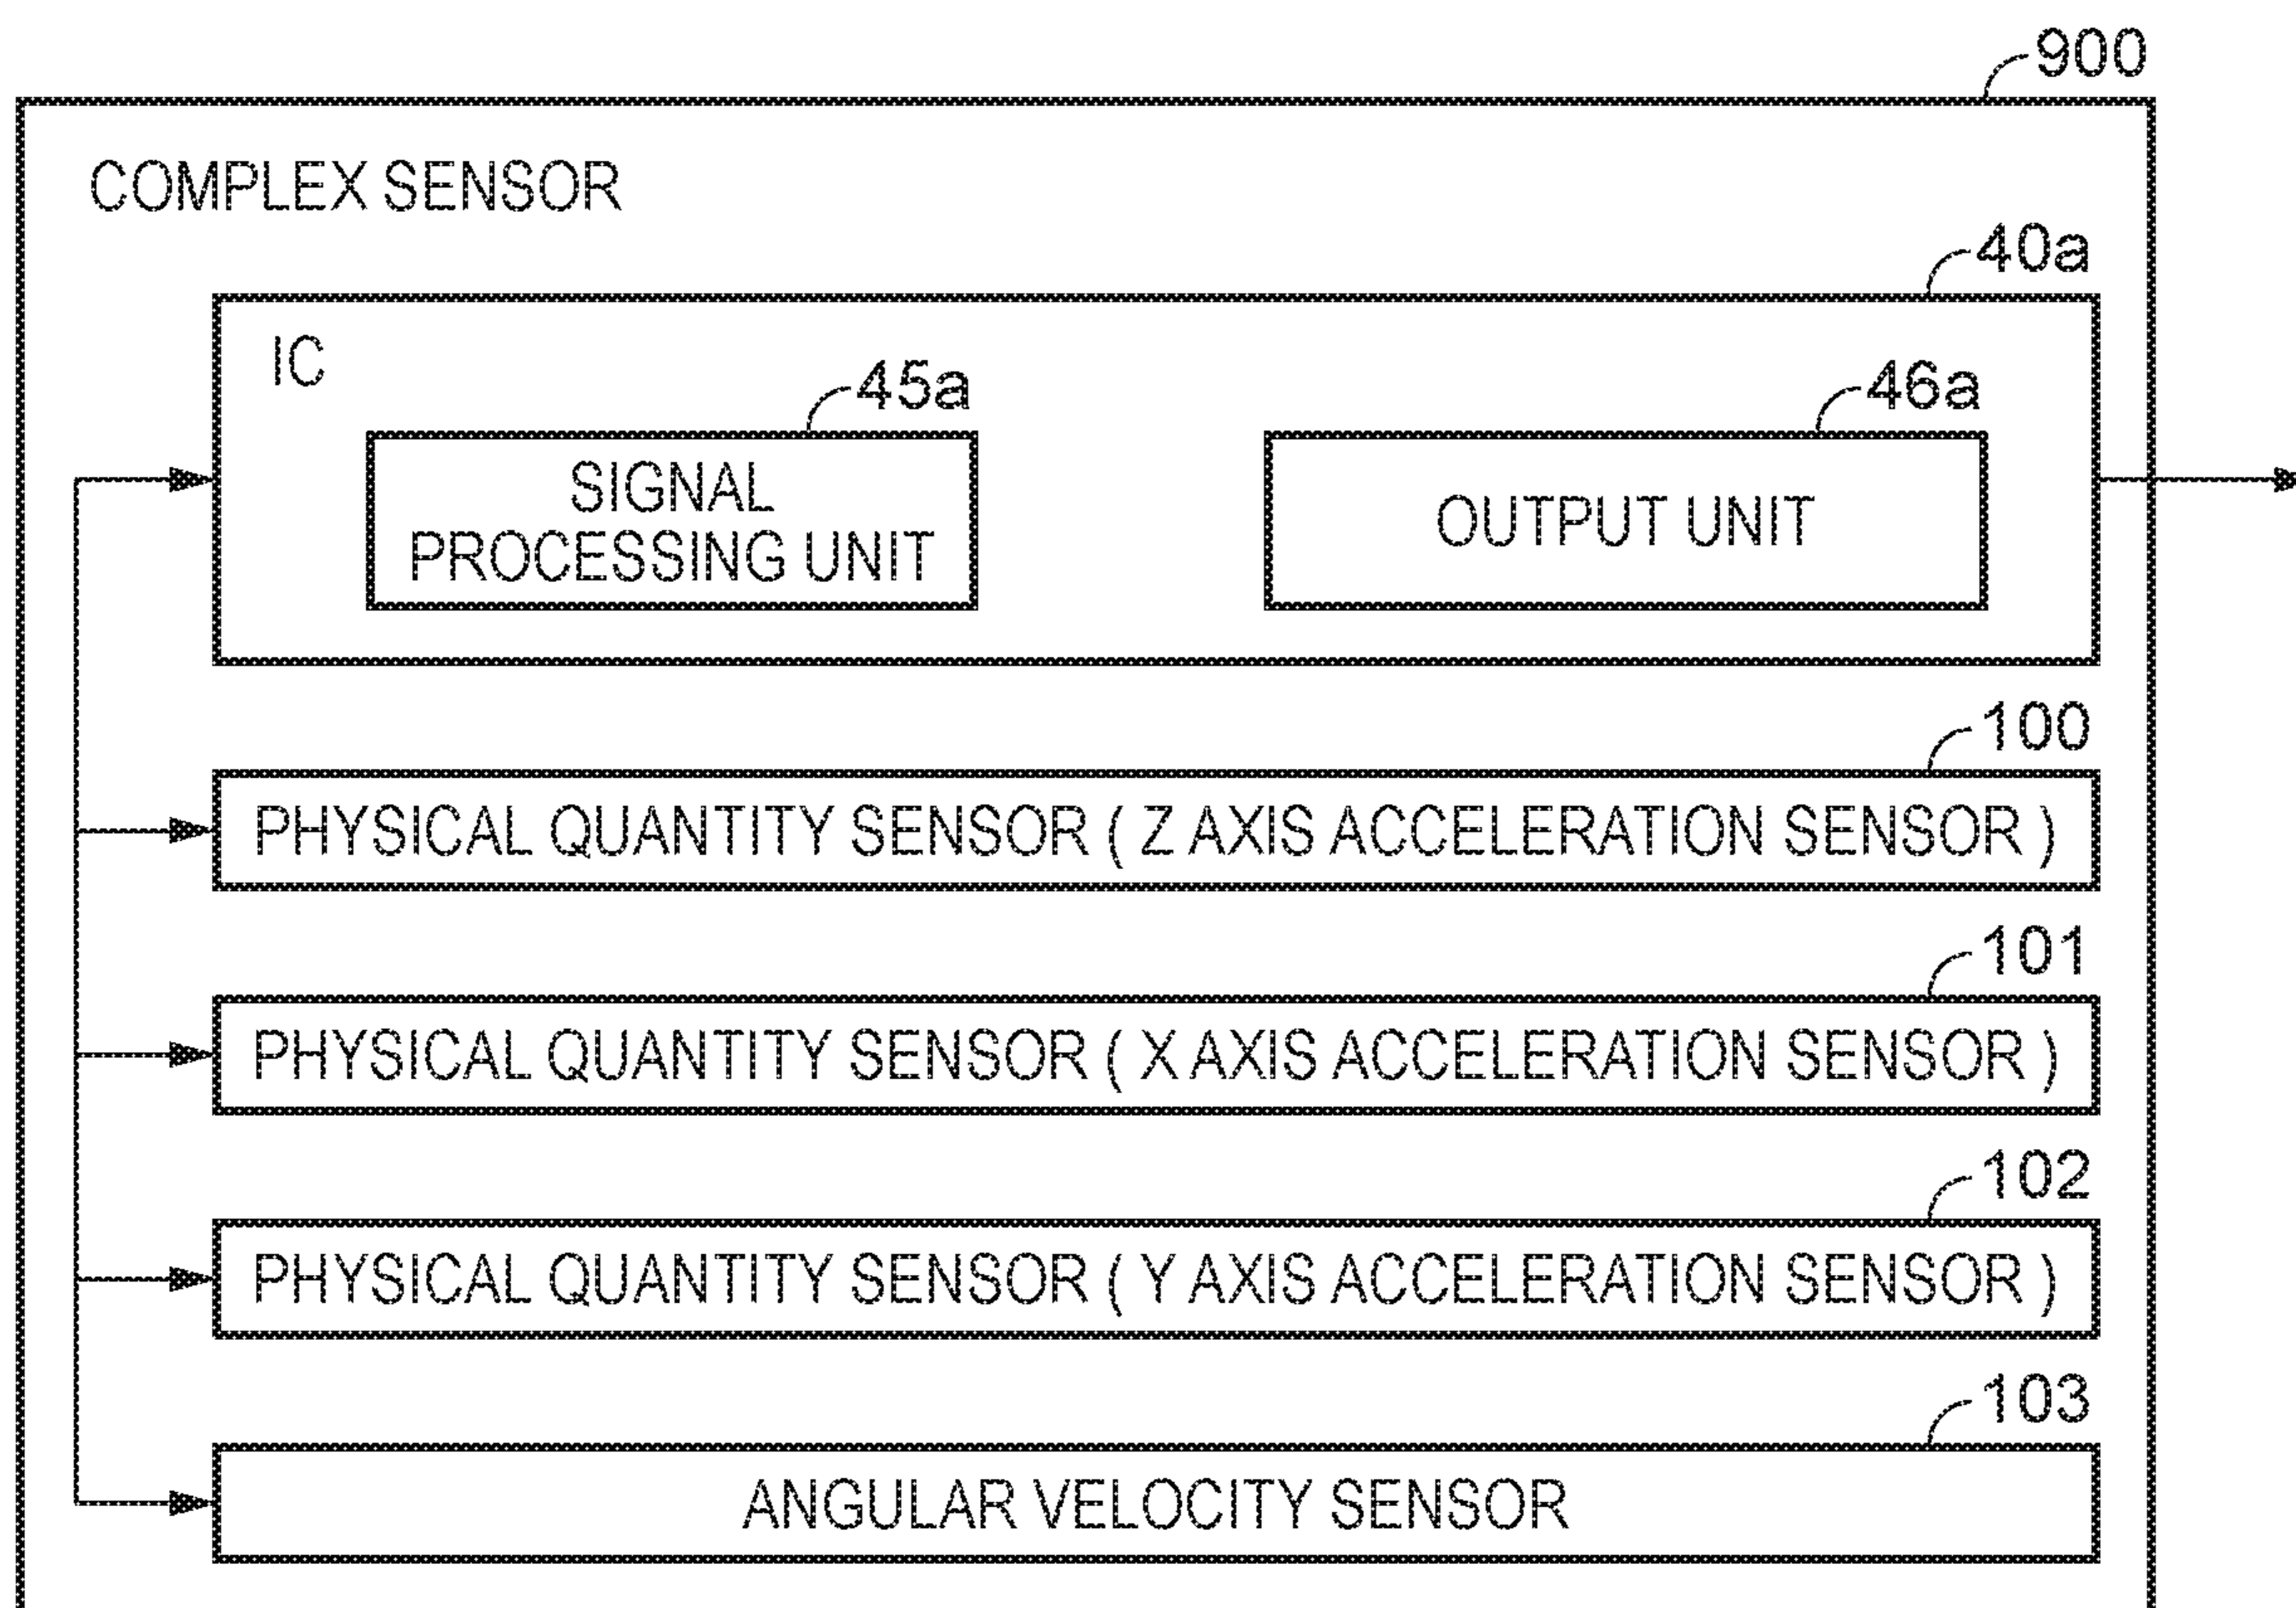 900
COMPLEX SENSOR
40a
IC
45a
46a
SIGNAL
PROCESSING UNIT
OUTPUT UNIT
100
PHYSICAL QUANTITY SENSOR ( Z AXIS ACCELERATION SENSOR )
101
PHYSICAL QUANTITY SENSOR ( X AXIS ACCELERATION SENSOR )
102
PHYSICAL QUANTITY SENSOR ( Y AXIS ACCELERATION SENSOR )
103
ANGULAR VELOCITY SENSOR